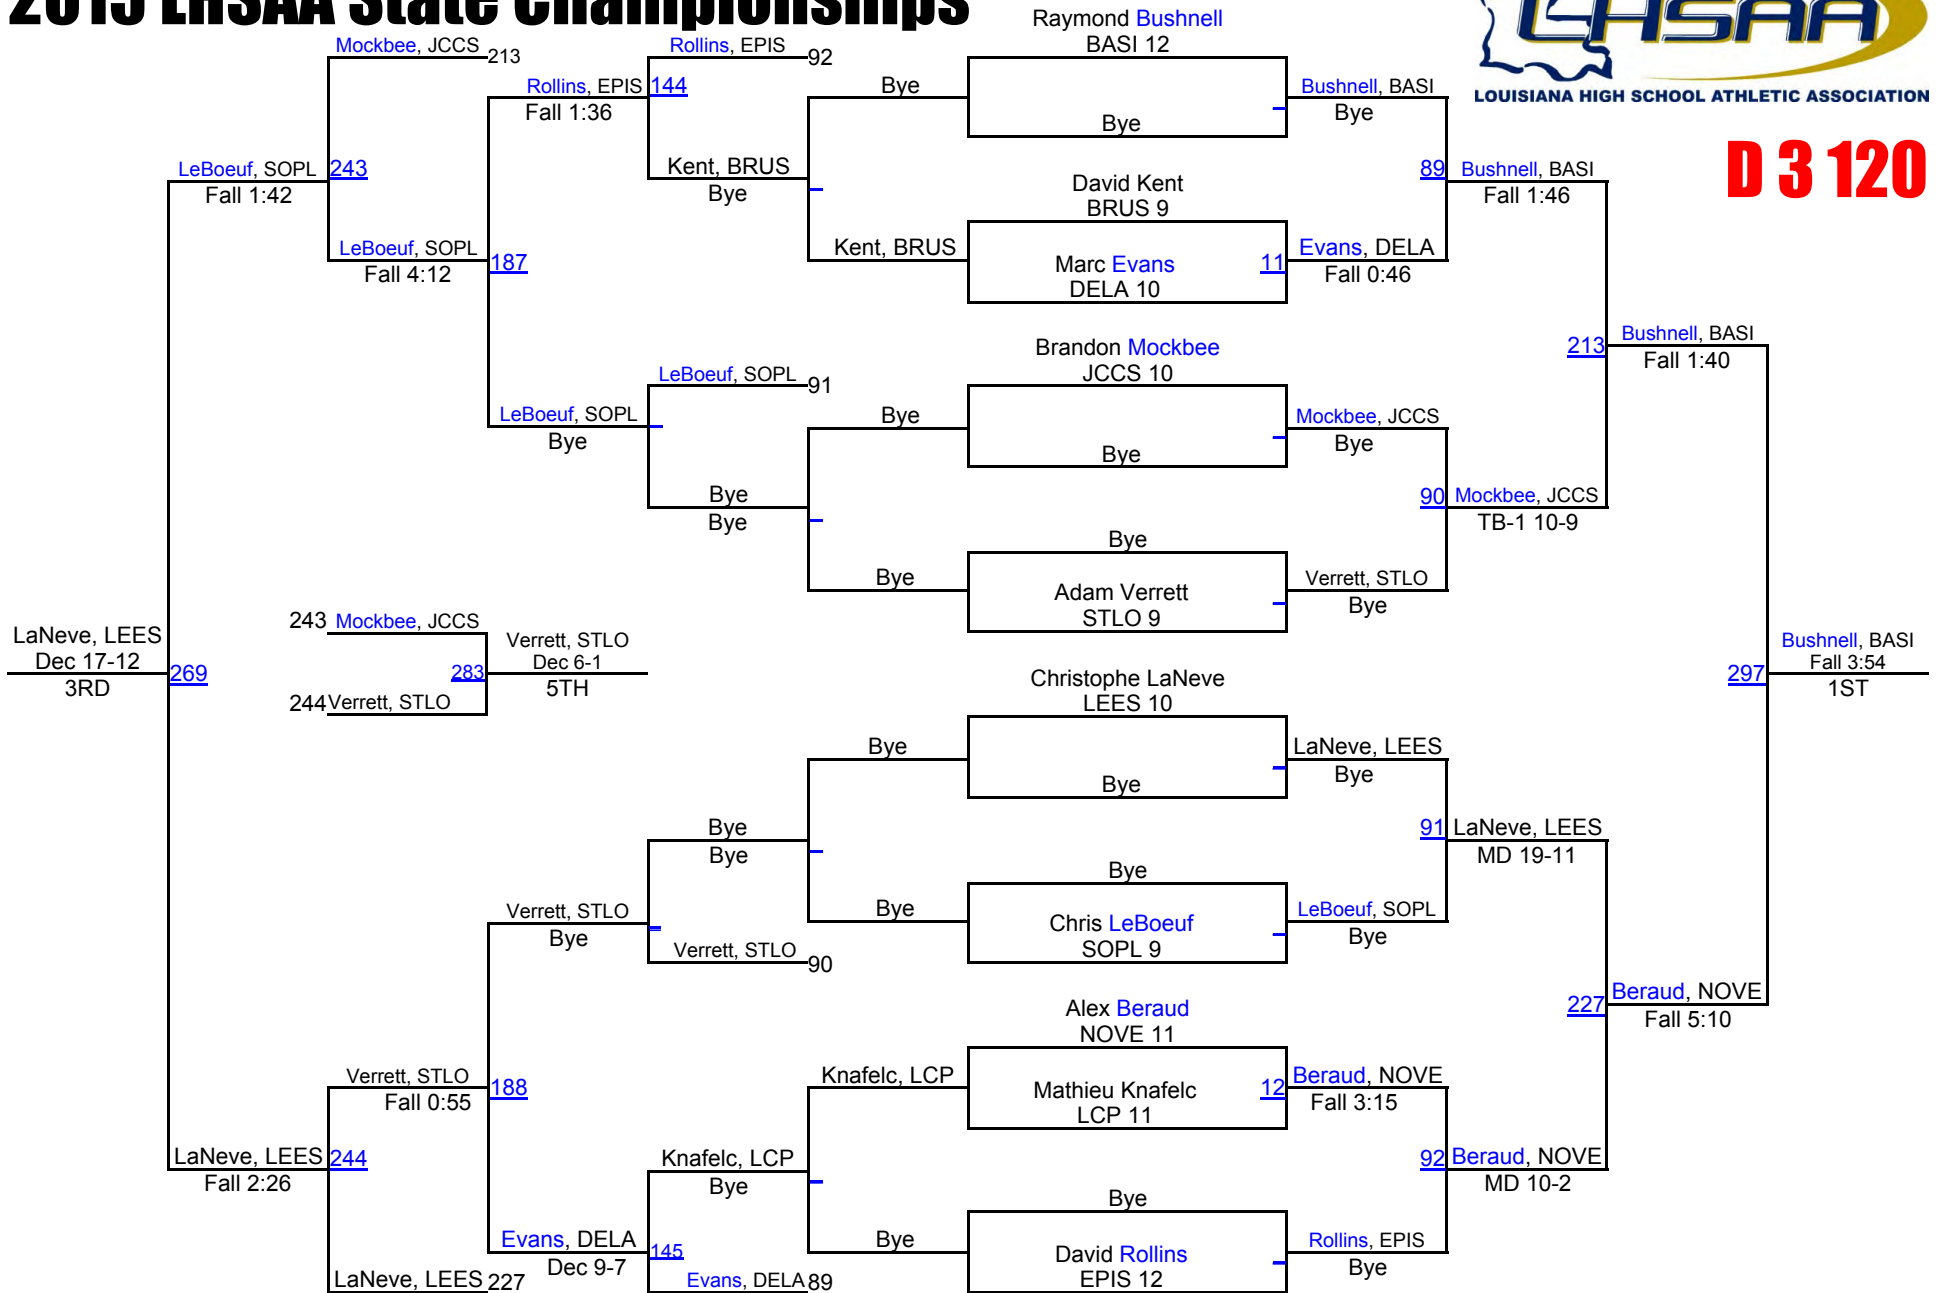 2015 LHSAA State Championships
LHSAA
LOUISIANA HIGH SCHOOL ATHLETIC ASSOCIATION
D 3 120
Mockbee, JCCS
213
Rollins, EPIS
92
Raymond Bushnell
BASI 12
Rollins, EPIS
144
Fall 1:36
Bye
Bye
Bushnell, BASI
Bye
LeBoeuf, SOPL
243
Fall 1:42
Kent, BRUS
Bye
David Kent
BRUS 9
89
Bushnell, BASI
Fall 1:46
LeBoeuf, SOPL
187
Fall 4:12
Kent, BRUS
Marc Evans
DELA 10
11
Evans, DELA
Fall 0:46
Brandon Mockbee
JCCS 10
213
Bushnell, BASI
Fall 1:40
LeBoeuf, SOPL
91
LeBoeuf, SOPL
Bye
Bye
Bye
Mockbee, JCCS
Bye
Bye
Bye
90
Mockbee, JCCS
TB-1 10-9
Bye
Bye
Adam Verrett
STLO 9
Verrett, STLO
Bye
LaNeve, LEES
Dec 17-12
3RD
269
243
Mockbee, JCCS
283
Verrett, STLO
Dec 6-1
5TH
244
Verrett, STLO
297
Bushnell, BASI
Fall 3:54
1ST
Christophe LaNeve
LEES 10
Bye
Bye
LaNeve, LEES
Bye
Bye
Bye
91
LaNeve, LEES
MD 19-11
Bye
Bye
Chris LeBoeuf
SOPL 9
LeBoeuf, SOPL
Bye
Verrett, STLO
Bye
Verrett, STLO
90
Alex Beraud
NOVE 11
227
Beraud, NOVE
Fall 5:10
Verrett, STLO
188
Fall 0:55
Knafelc, LCP
Mathieu Knafelc
LCP 11
12
Beraud, NOVE
Fall 3:15
LaNeve, LEES
244
Fall 2:26
Knafelc, LCP
Bye
92
Beraud, NOVE
MD 10-2
Bye
Evans, DELA
145
Dec 9-7
Bye
David Rollins
EPIS 12
Rollins, EPIS
Bye
LaNeve, LEES
227
Evans, DELA
89